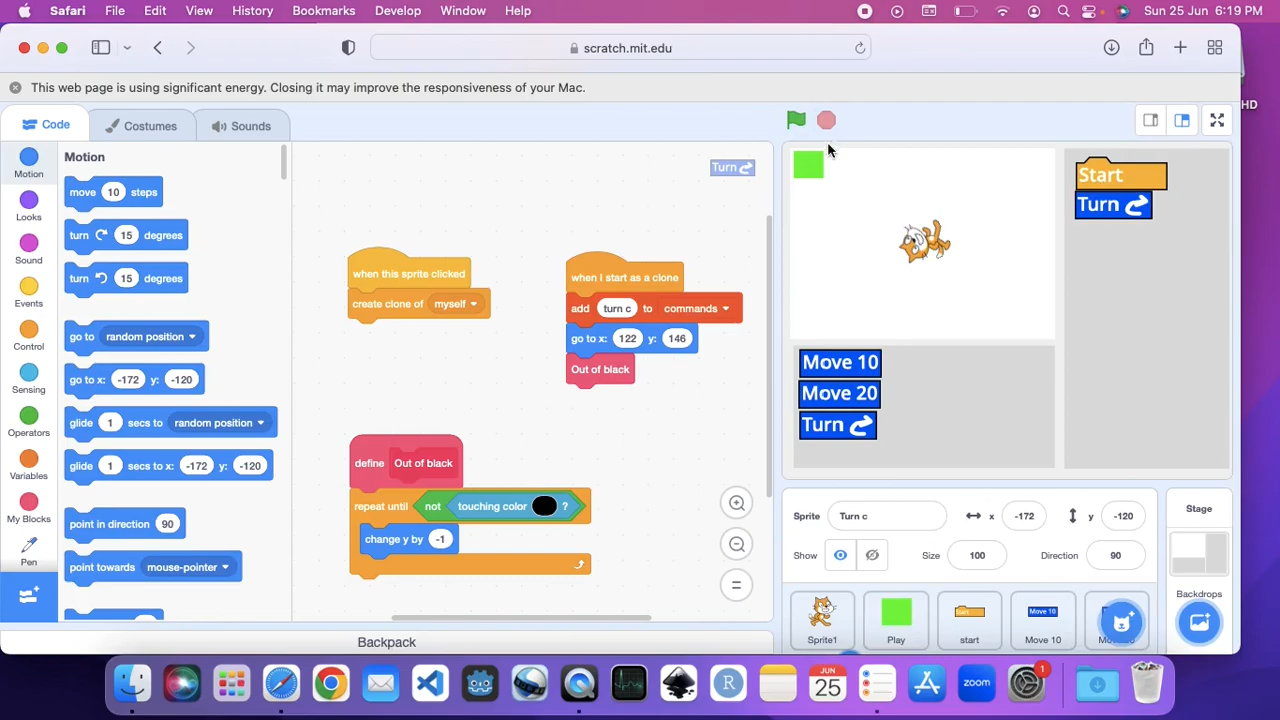 Safari File Edit View History Bookmarks Develop Window Help Sun 25 Jun 6:19 PM
scratch.mit.edu
HD
This web page is using significant energy. Closing it may improve the responsiveness of your Mac.
Code Costumes Sounds
Motion
Motion
Looks
Sound
Events
Control
Sensing
Operators
Variables
My Blocks
Pen
move 10 steps
turn 15 degrees
turn 15 degrees
go to random position
go to x: -172 y: -120
glide 1 secs to random position
glide 1 secs to x: -172 y: -120
point in direction 90
point towards mouse-pointer
Turn
when this sprite clicked
create clone of myself
when I start as a clone
add turn c to commands
go to x: 122 y: 146
Out of black
define Out of black
repeat until not touching color ?
change y by -1
Start
Turn
Move 10
Move 20
Turn
Sprite Turn c x -172 y -120
Show Size 100 Direction 90
Stage
Backdrops
Sprite1 Play start Move 10
Backpack
JUN
25
zoom
R
1